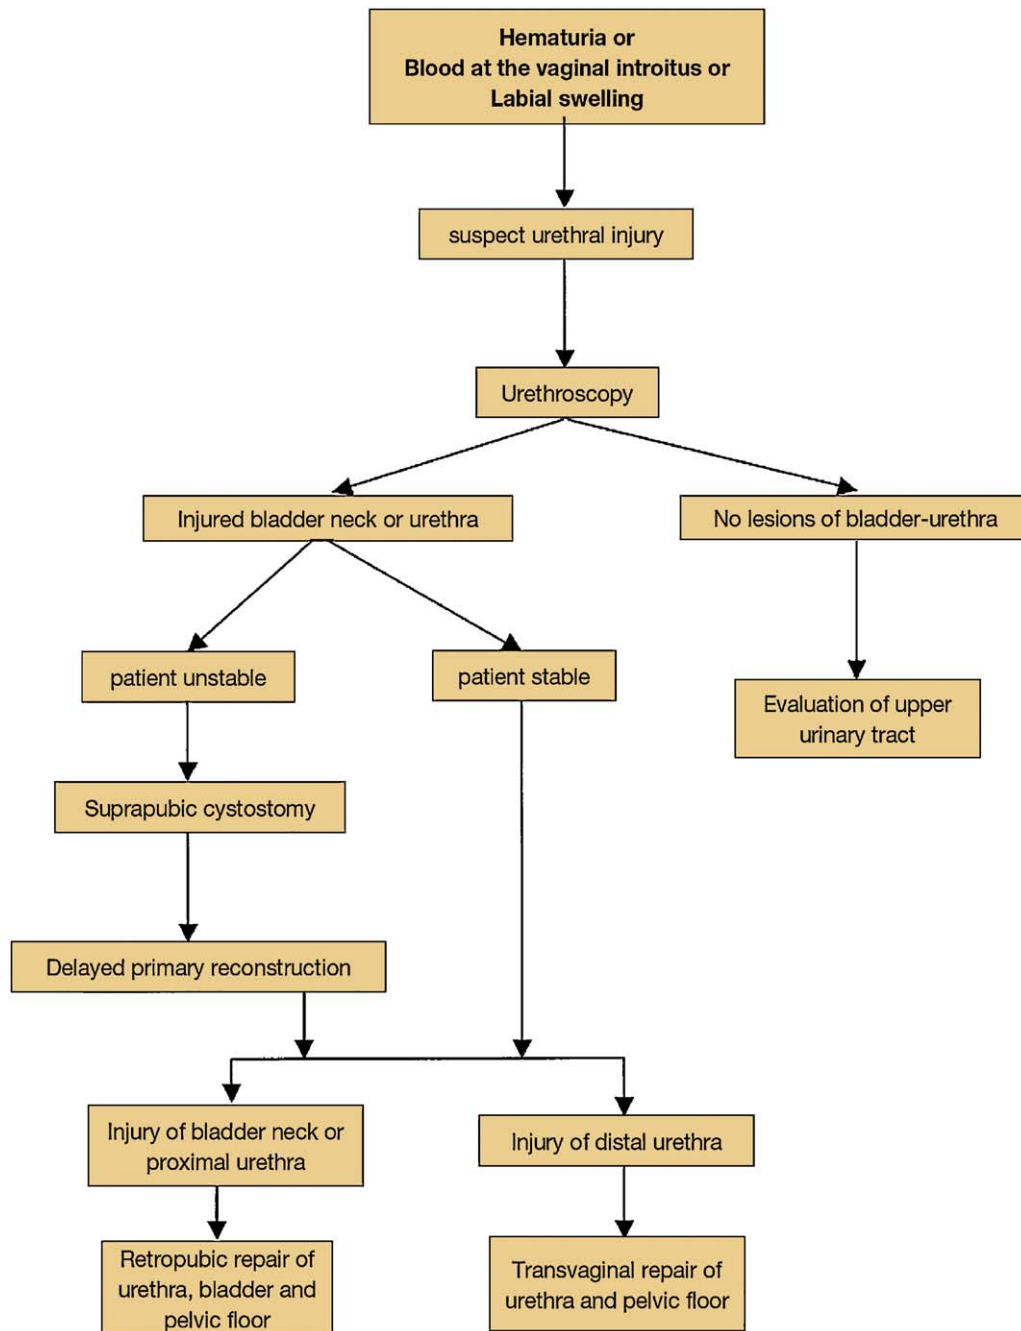 Hematuria or
Blood at the vaginal introitus or
Labial swelling
suspect urethral injury
Urethroscopy
Injured bladder neck or urethra
No lesions of bladder-urethra
patient unstable
patient stable
Evaluation of upper
urinary tract
Suprapubic cystostomy
Delayed primary reconstruction
Injury of bladder neck or
proximal urethra
Injury of distal urethra
Retropubic repair of
urethra, bladder and
pelvic floor
Transvaginal repair of
urethra and pelvic floor